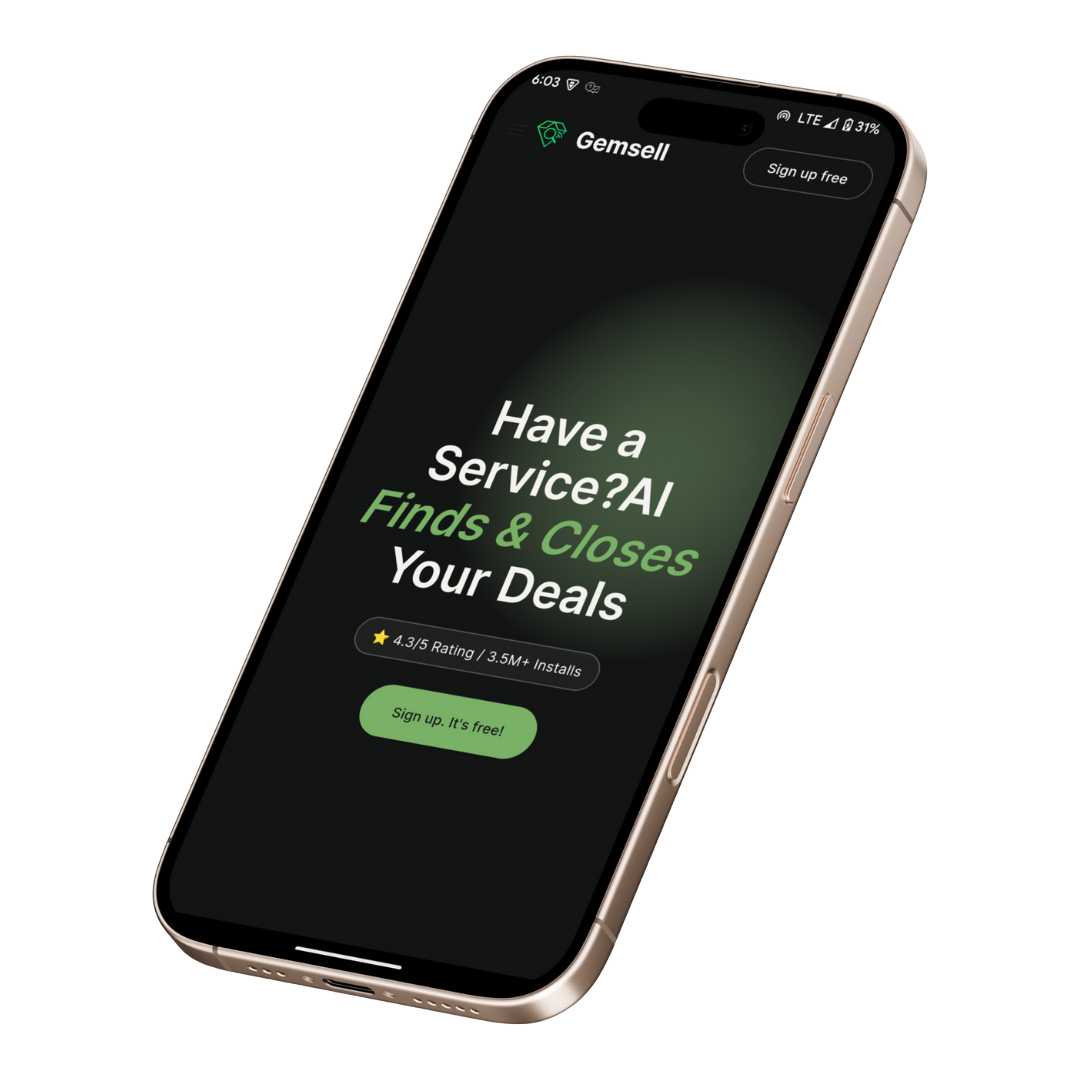 6:03
LTE 31%
Gemsell
Sign up free
Have a
Service?AI
Finds & Closes
Your Deals
⭐ 4.3/5 Rating / 3.5M+ Installs
Sign up. It's free!